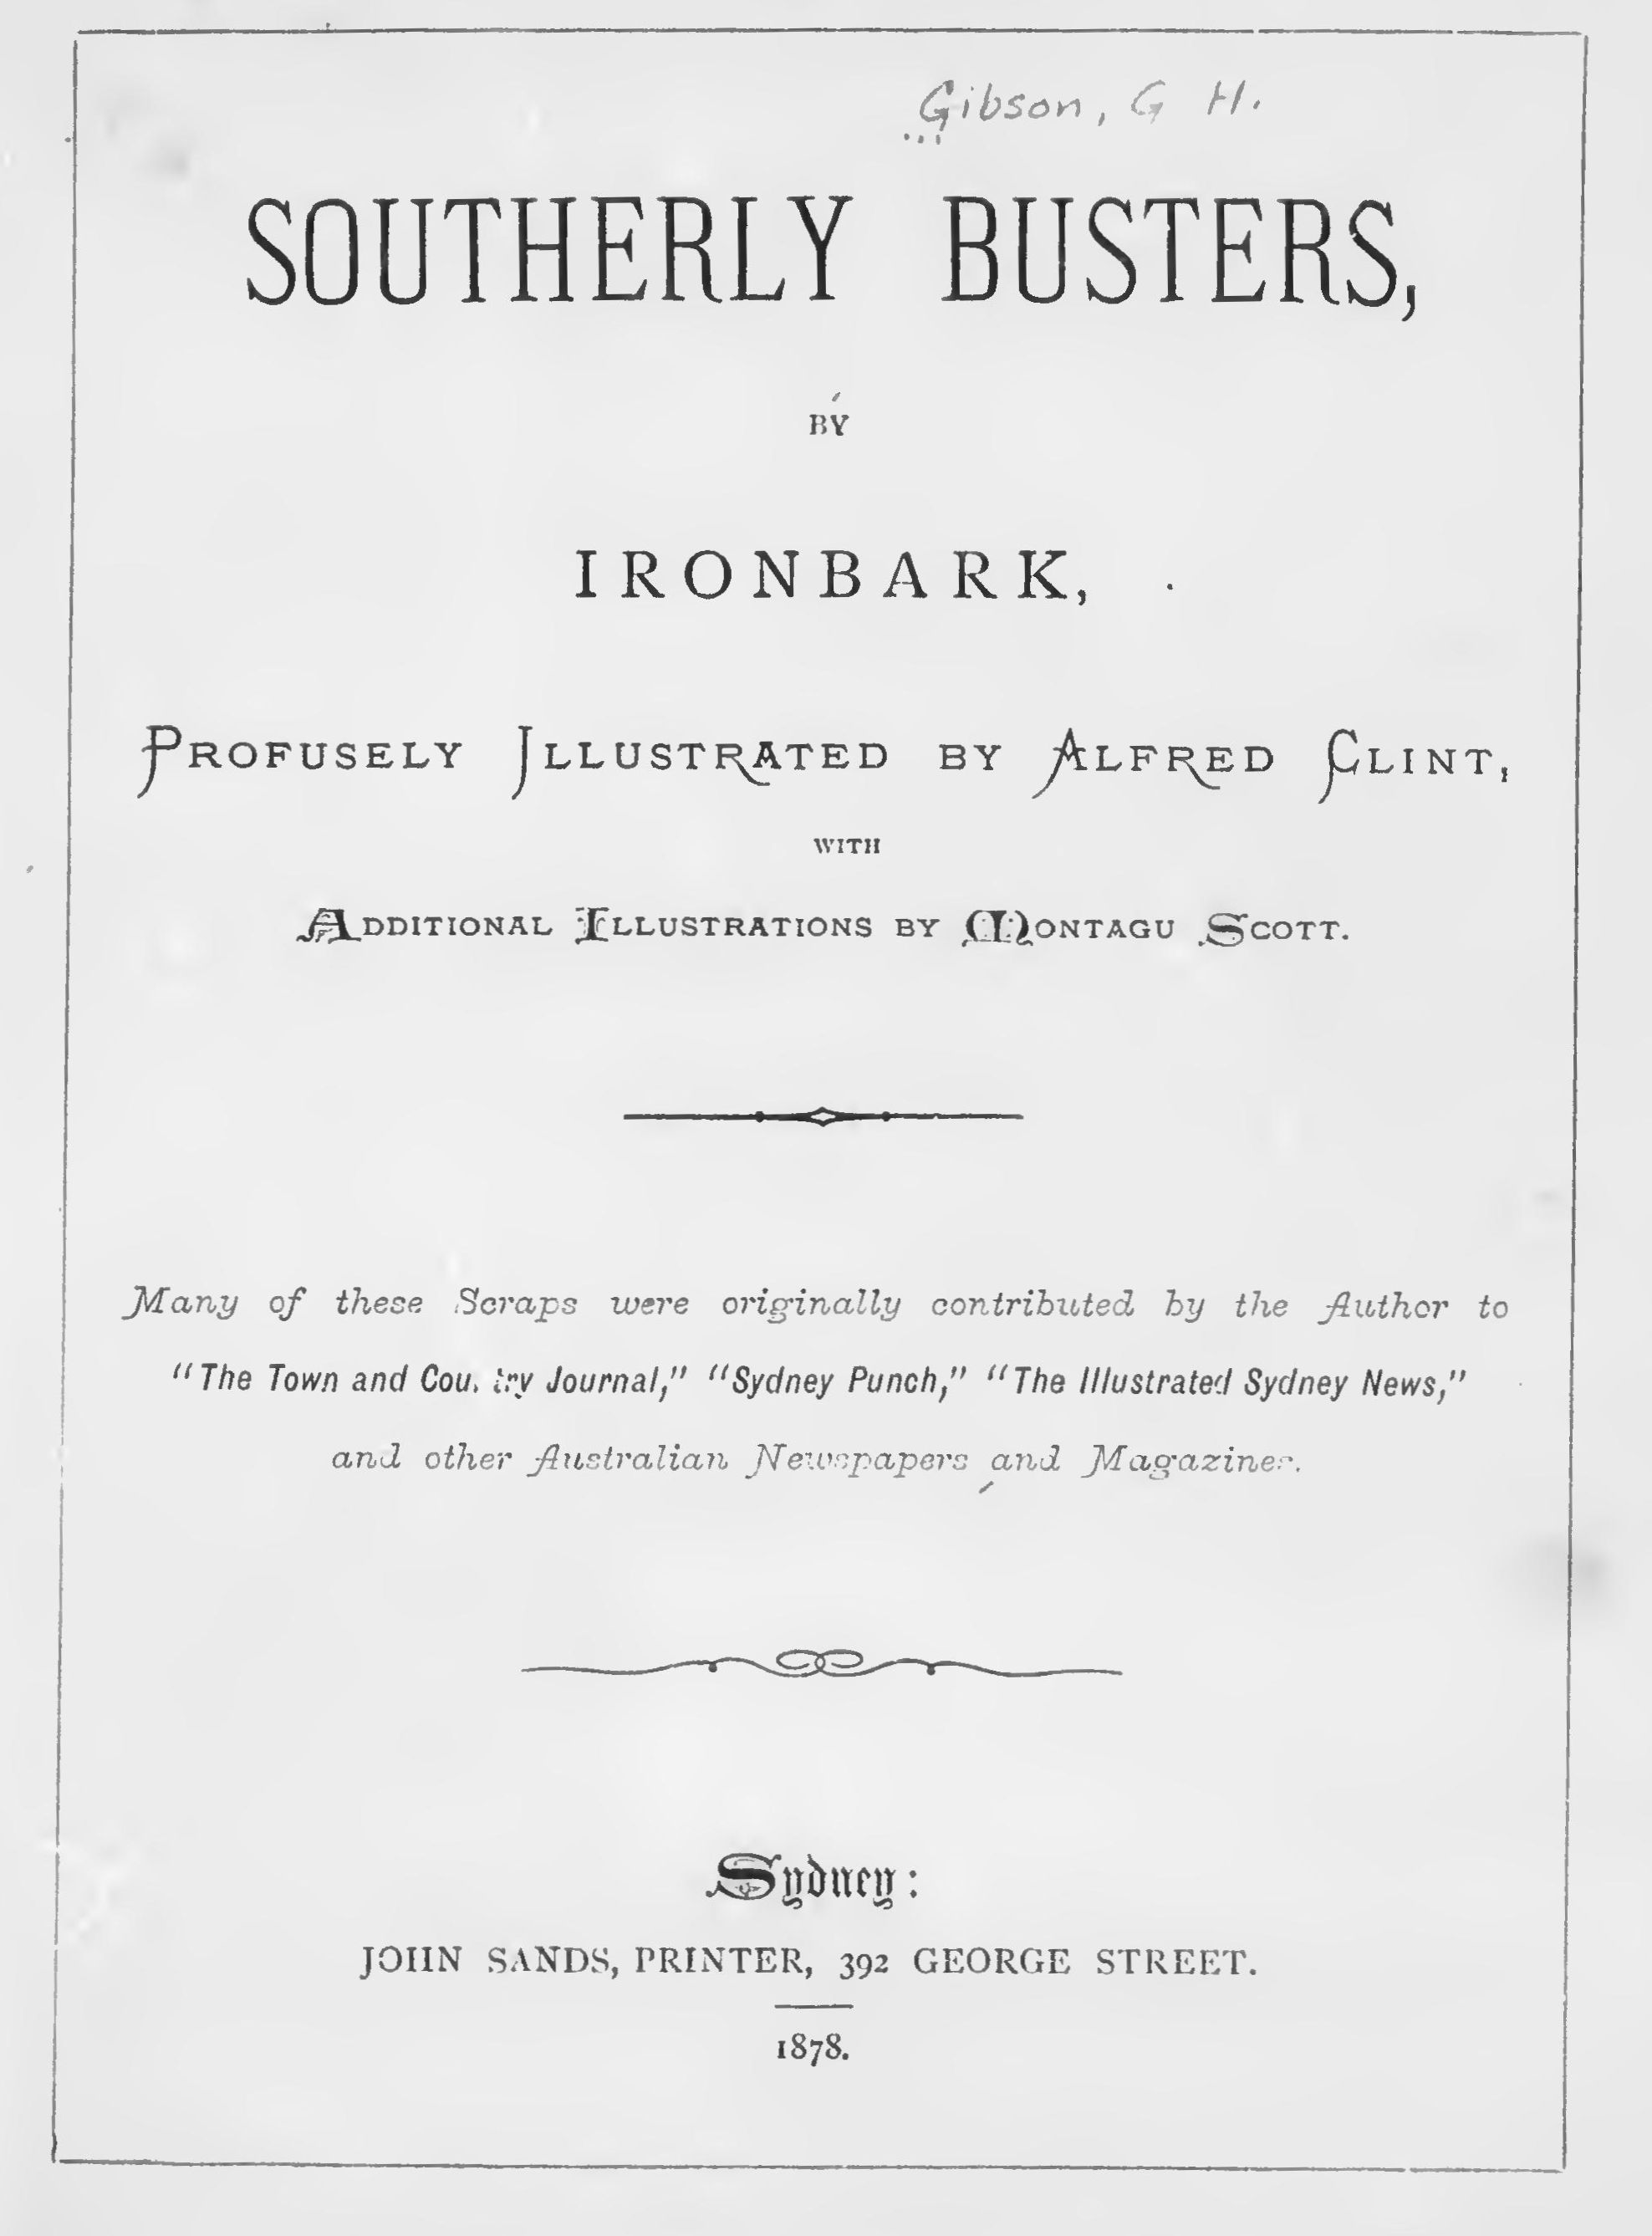 Gibson, G H.
SOUTHERLY BUSTERS,
BY
IRONBARK,
PROFUSELY ILLUSTRATED BY ALFRED CLINT,
WITH
ADDITIONAL ILLUSTRATIONS BY MONTAGU SCOTT.
Many of these Scraps were originally contributed by the Author to
"The Town and Country Journal," "Sydney Punch," "The Illustrated Sydney News,"
and other Australian Newspapers and Magazines.
Sydney:
JOHN SANDS, PRINTER, 392 GEORGE STREET.
1878.